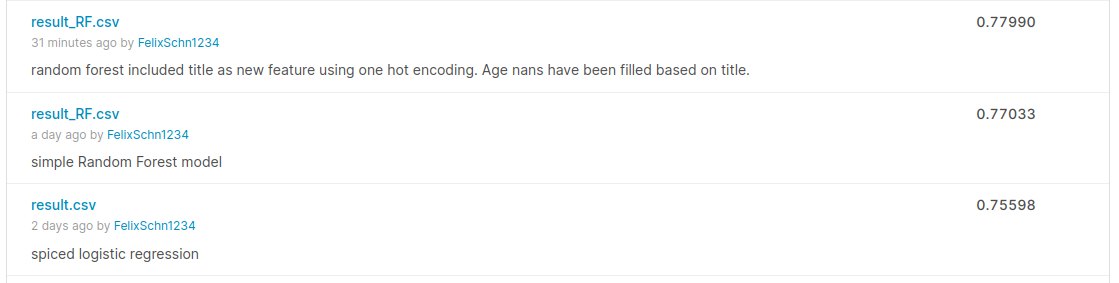 result_RF.csv 0.77990
31 minutes ago by FelixSchn1234
random forest included title as new feature using one hot encoding. Age nans have been filled based on title.
result_RF.csv 0.77033
a day ago by FelixSchn1234
simple Random Forest model
result.csv 0.75598
2 days ago by FelixSchn1234
spiced logistic regression